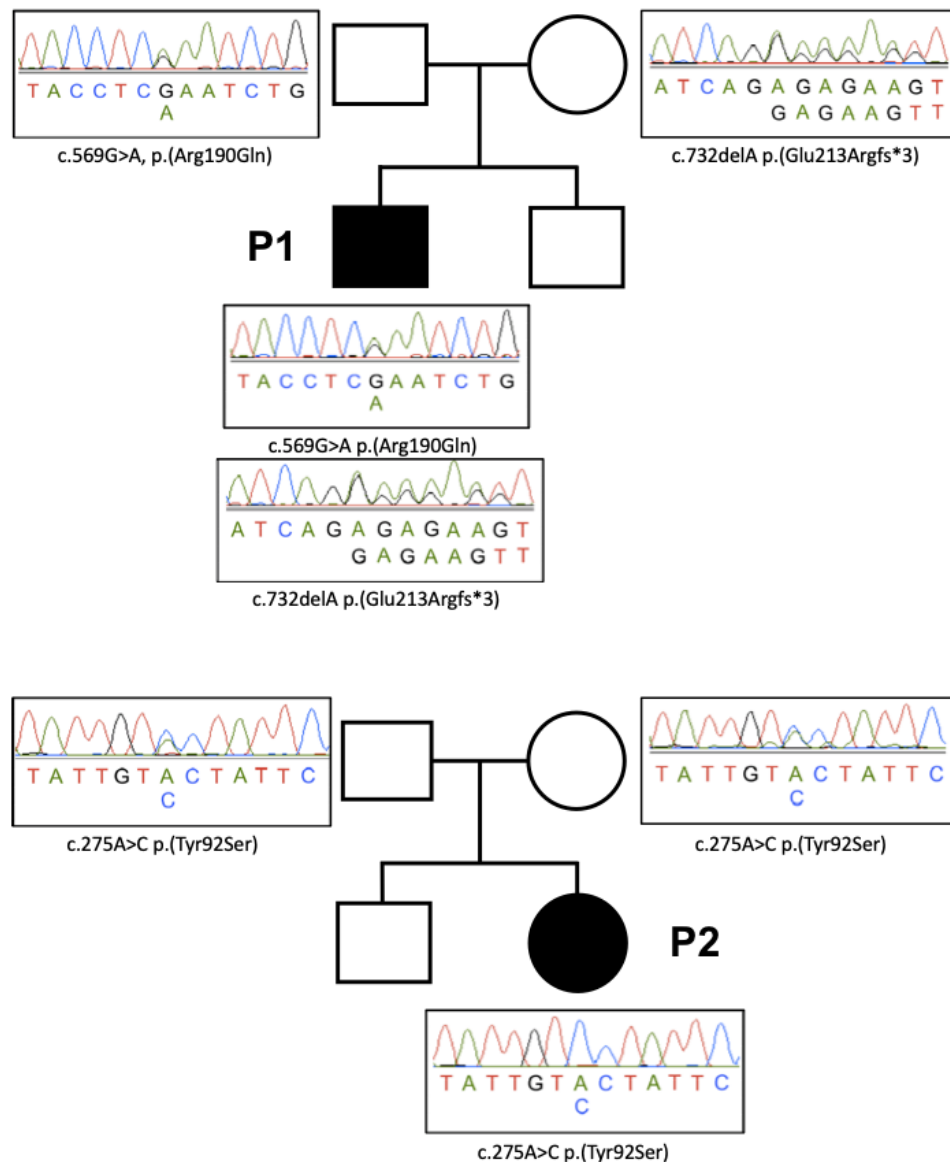 TACCTCGAATCTG
A
c.569G>A, p.(Arg190Gln)
ATCAGAGAGAAGT
GAGAAGTT
c.732delA p.(Glu213Argfs*3)
P1
TACCTCGAATCTG
A
c.569G>A p.(Arg190Gln)
ATCAGAGAGAAGT
GAGAAGTT
c.732delA p.(Glu213Argfs*3)
TATTGTACTATTC
C
c.275A>C p.(Tyr92Ser)
TATTGTACTATTC
C
c.275A>C p.(Tyr92Ser)
P2
TATTGTACTATTC
C
c.275A>C p.(Tyr92Ser)